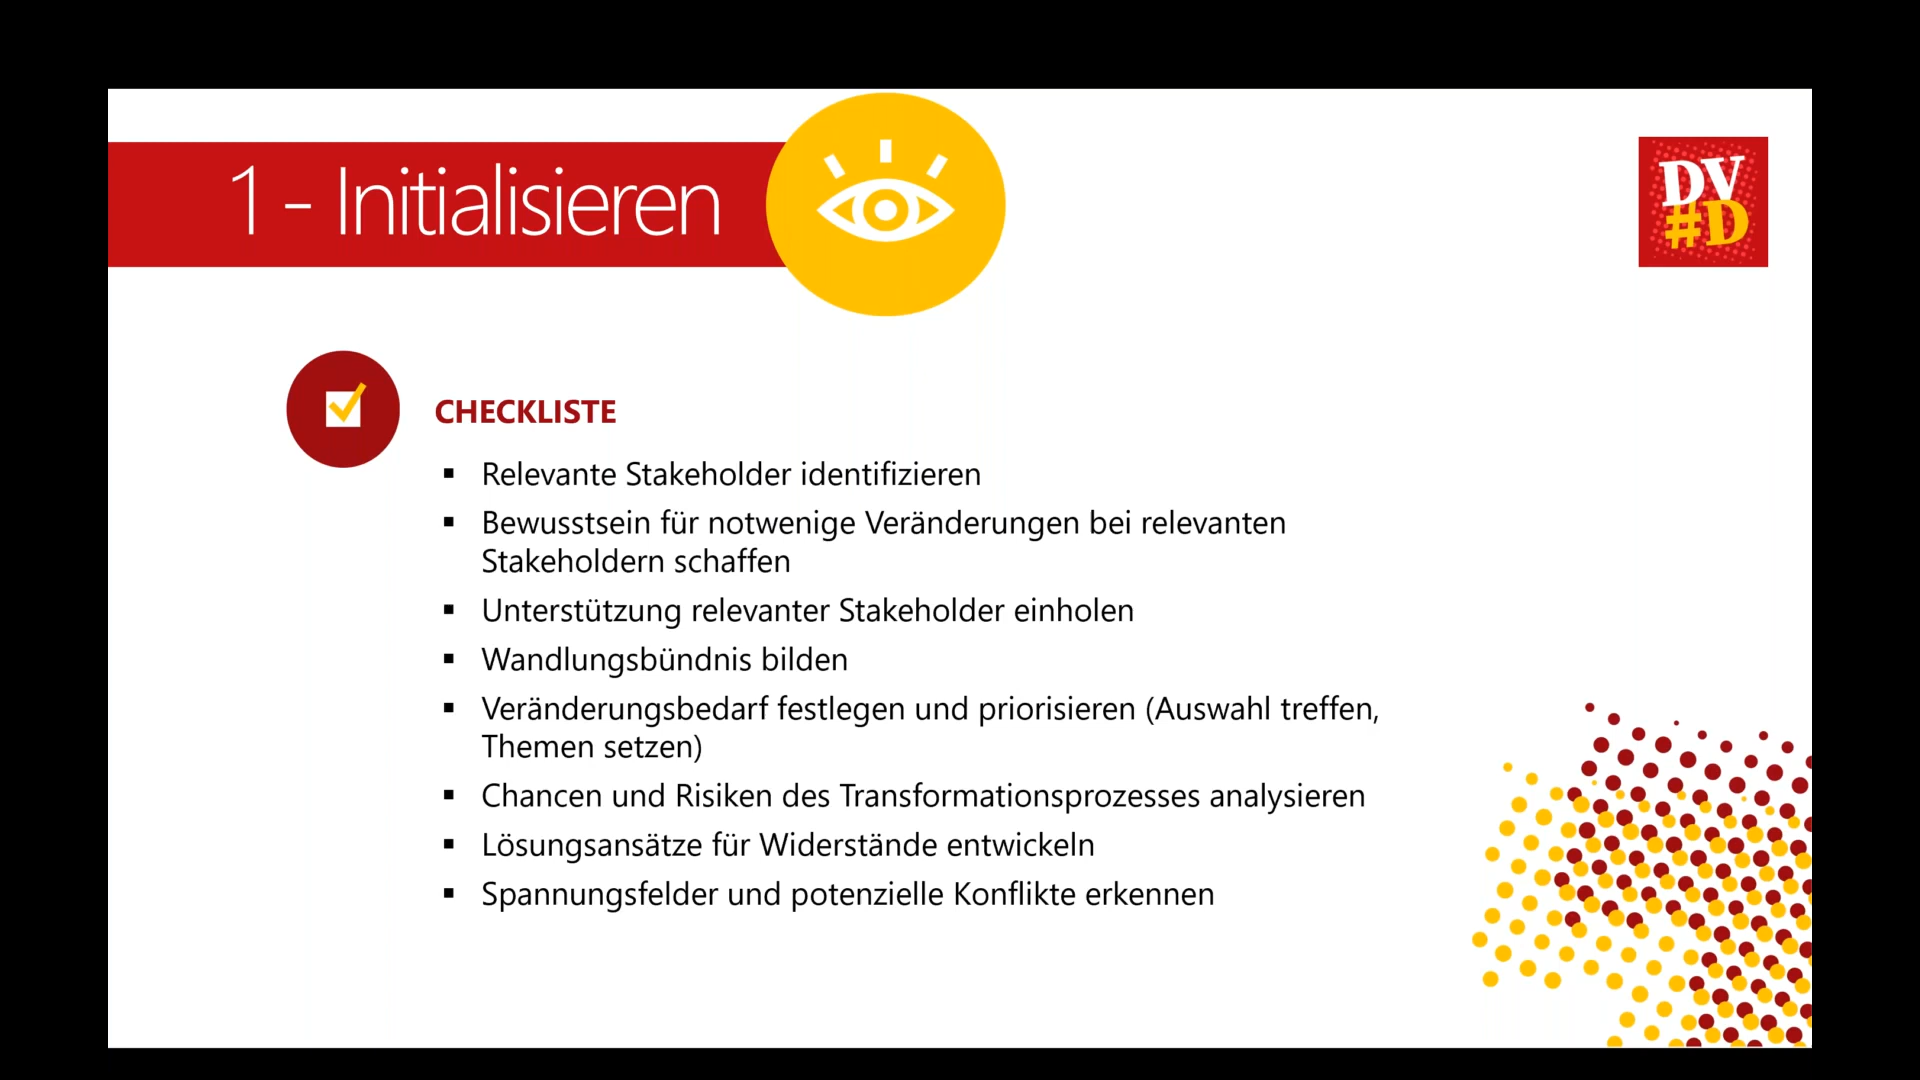 1 - Initialisieren
DV
#D
CHECKLISTE
▪ Relevante Stakeholder identifizieren
▪ Bewusstsein für notwenige Veränderungen bei relevanten
Stakeholdern schaffen
▪ Unterstützung relevanter Stakeholder einholen
▪ Wandlungsbündnis bilden
▪ Veränderungsbedarf festlegen und priorisieren (Auswahl treffen,
Themen setzen)
▪ Chancen und Risiken des Transformationsprozesses analysieren
▪ Lösungsansätze für Widerstände entwickeln
▪ Spannungsfelder und potenzielle Konflikte erkennen